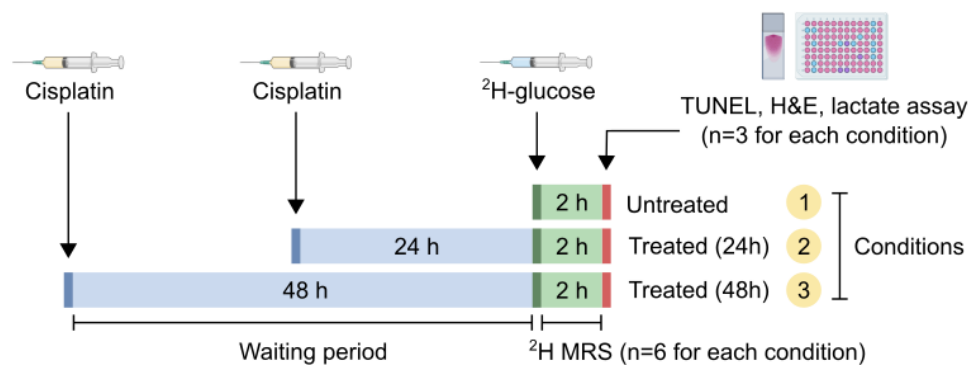 Cisplatin
Cisplatin
²H-glucose
TUNEL, H&E, lactate assay
(n=3 for each condition)
2 h
Untreated
1
24 h
2 h
Treated (24h)
2
Conditions
48 h
2 h
Treated (48h)
3
Waiting period
²H MRS (n=6 for each condition)